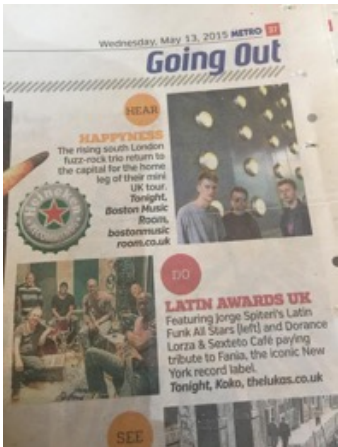 Wednesday, May 13, 2015 METRO 31
Going Out
HEAR
HAPPYNESS
The rising south London
fuzz-rock trio return to
the capital for the home
leg of their mini
UK tour.
Tonight,
Boston Music
Room,
bostonmusic
room.co.uk
DO
LATIN AWARDS UK
Featuring Jorge Spiteri's Latin
Funk All Stars (left) and Dorance
Lorza & Sexteto Café paying
tribute to Fania, the iconic New
York record label.
Tonight, Koko, thelukas.co.uk
SEE